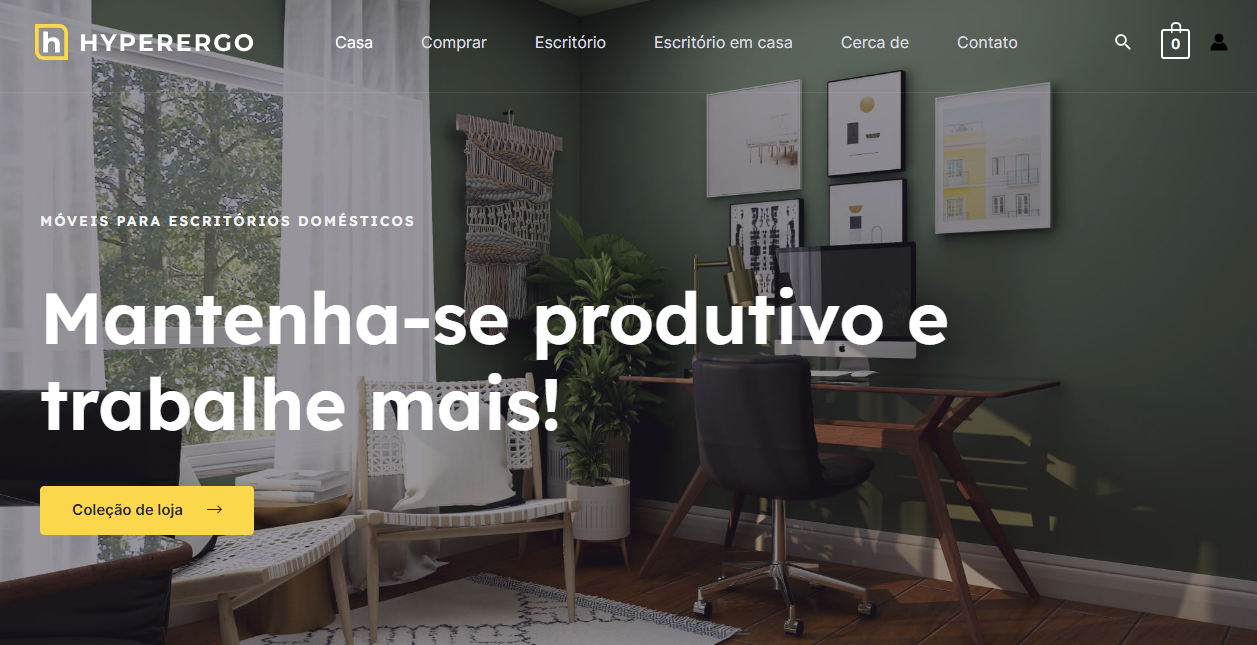 h HYPERERGO
Casa
Comprar
Escritório
Escritório em casa
Cerca de
Contato
0
MÓVEIS PARA ESCRITÓRIOS DOMÉSTICOS
Mantenha-se produtivo e
trabalhe mais!
Coleção de loja →